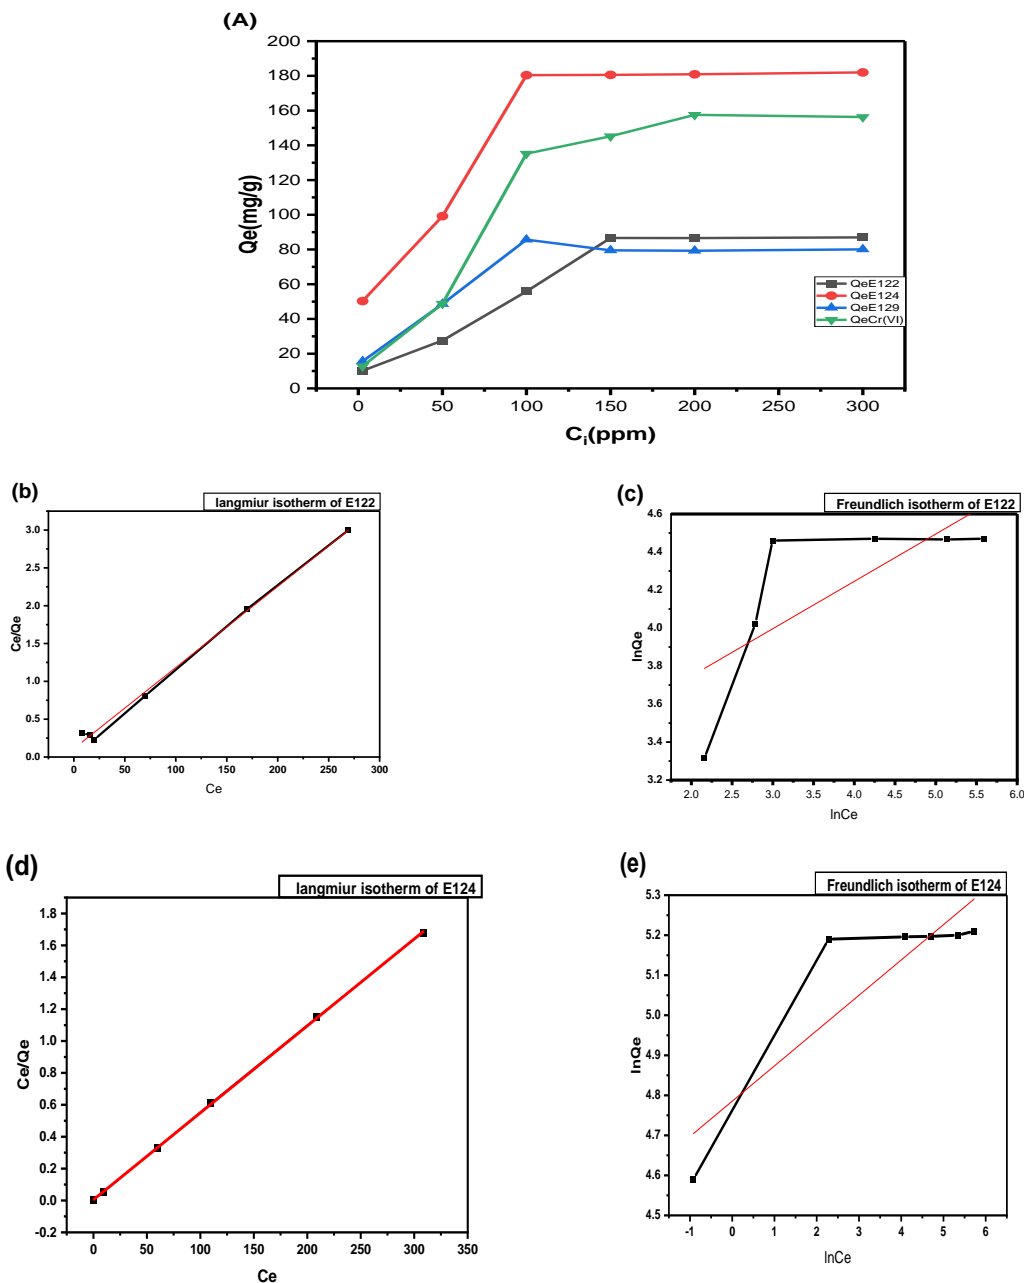 (A)
200
180
160
140
120
100
80
60
40
20
0
Qe(mg/g)
QeE122
QeE124
QeE129
QeCr(VI)
0 50 100 150 200 250 300
Ci(ppm)
(b)
langmiur isotherm of E122
3.0
2.5
2.0
1.5
1.0
0.5
0.0
Ce/Qe
0 50 100 150 200 250 300
Ce
(c)
Freundlich isotherm of E122
4.6
4.4
4.2
4.0
3.8
3.6
3.4
3.2
lnQe
2.0 2.5 3.0 3.5 4.0 4.5 5.0 5.5 6.0
lnCe
(d)
langmiur isotherm of E124
1.8
1.6
1.4
1.2
1.0
0.8
0.6
0.4
0.2
0.0
-0.2
Ce/Qe
0 50 100 150 200 250 300 350
Ce
(e)
Freundlich isotherm of E124
5.3
5.2
5.1
5.0
4.9
4.8
4.7
4.6
4.5
lnQe
-1 0 1 2 3 4 5 6
lnCe